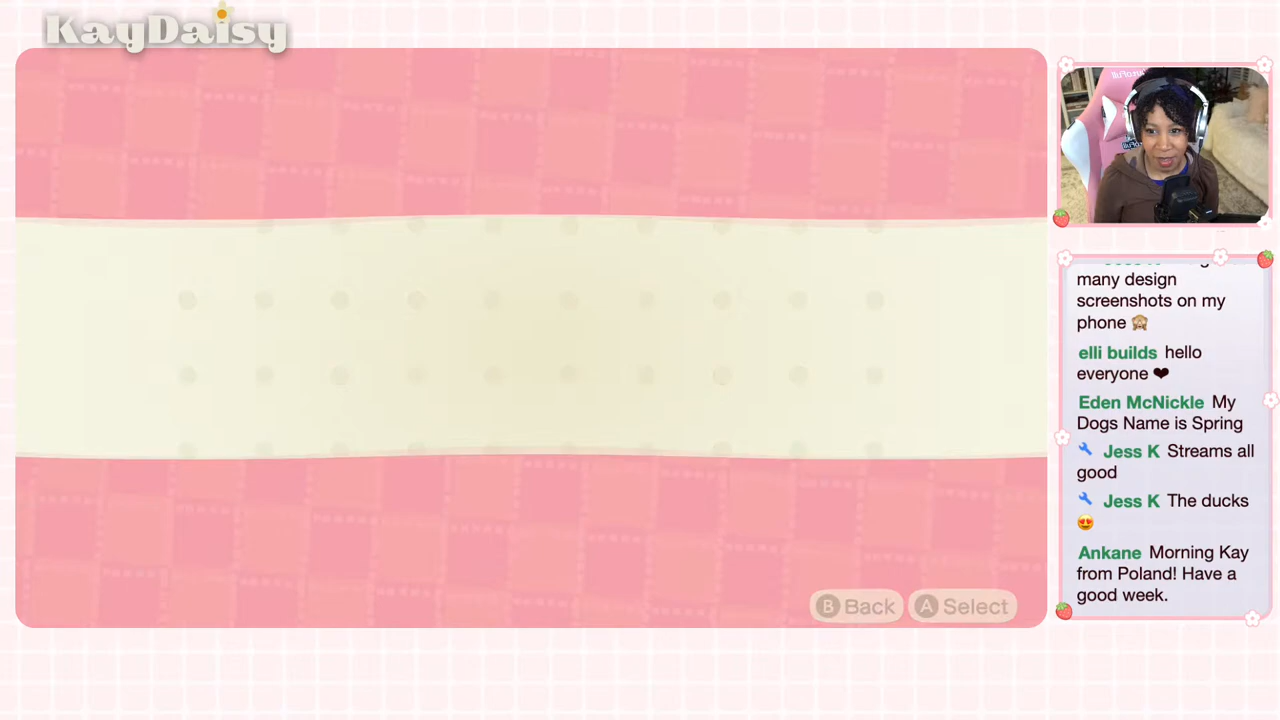 KayDaisy
many design
screenshots on my
phone 🙈
elli builds hello
everyone ❤
Eden McNickle My
Dogs Name is Spring
Jess K Streams all
good
Jess K The ducks
😍
Ankane Morning Kay
from Poland! Have a
good week.
B Back A Select